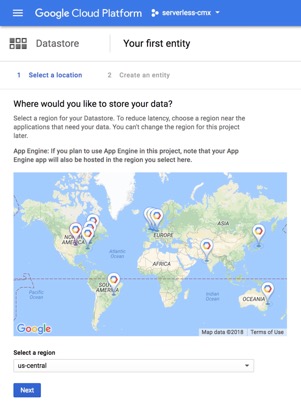 Google Cloud Platform serverless-cmx
Datastore Your first entity
1 Select a location 2 Create an entity
Where would you like to store your data?
Select a region for your Datastore. To reduce latency, choose a region near the
applications that need your data. You can't change the region for this project
later.
App Engine: If you plan to use App Engine in this project, note that your App
Engine app will also be hosted in the region you select here.
NORTH
AMERICA
Atlantic
Ocean
EUROPE
ASIA
AFRICA
SOUTH
AMERICA
Pacific
Ocean
Indian
Ocean
OCEANIA
Google Map data ©2018 Terms of Use
Select a region
us-central
Next